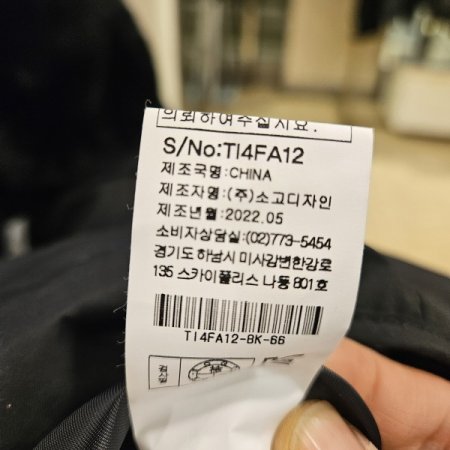 의뢰하여주십시요.
S/No:TI4FA12
제조국명:CHINA
제조자명:(주)소고디자인
제조년월:2022.05
소비자상담실:(02)773-5454
경기도 하남시 미사강변한강로
135 스카이폴리스 나동 801호
TI4FA12-BK-66